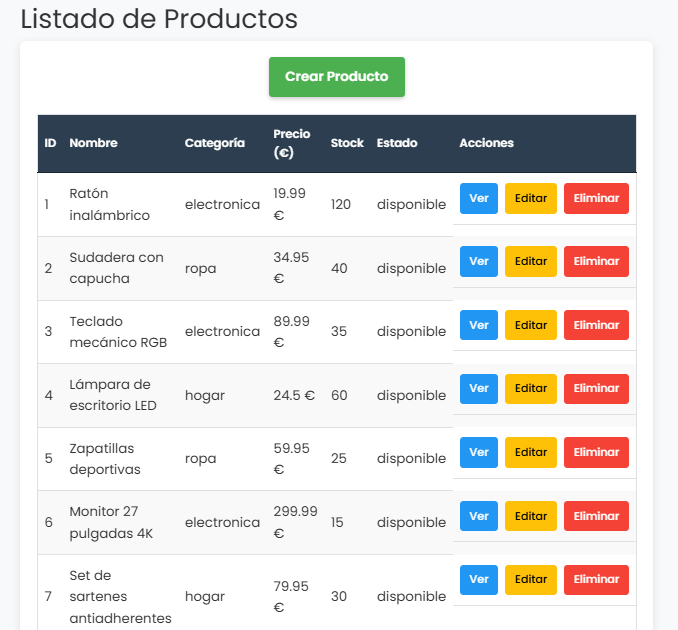 Listado de Productos
Crear Producto
ID Nombre Categoría Precio (€) Stock Estado Acciones
1 Ratón inalámbrico electronica 19.99 € 120 disponible Ver Editar Eliminar
2 Sudadera con capucha ropa 34.95 € 40 disponible Ver Editar Eliminar
3 Teclado mecánico RGB electronica 89.99 € 35 disponible Ver Editar Eliminar
4 Lámpara de escritorio LED hogar 24.5 € 60 disponible Ver Editar Eliminar
5 Zapatillas deportivas ropa 59.95 € 25 disponible Ver Editar Eliminar
6 Monitor 27 pulgadas 4K electronica 299.99 € 15 disponible Ver Editar Eliminar
7 Set de sartenes antiadherentes hogar 79.95 € 30 disponible Ver Editar Eliminar